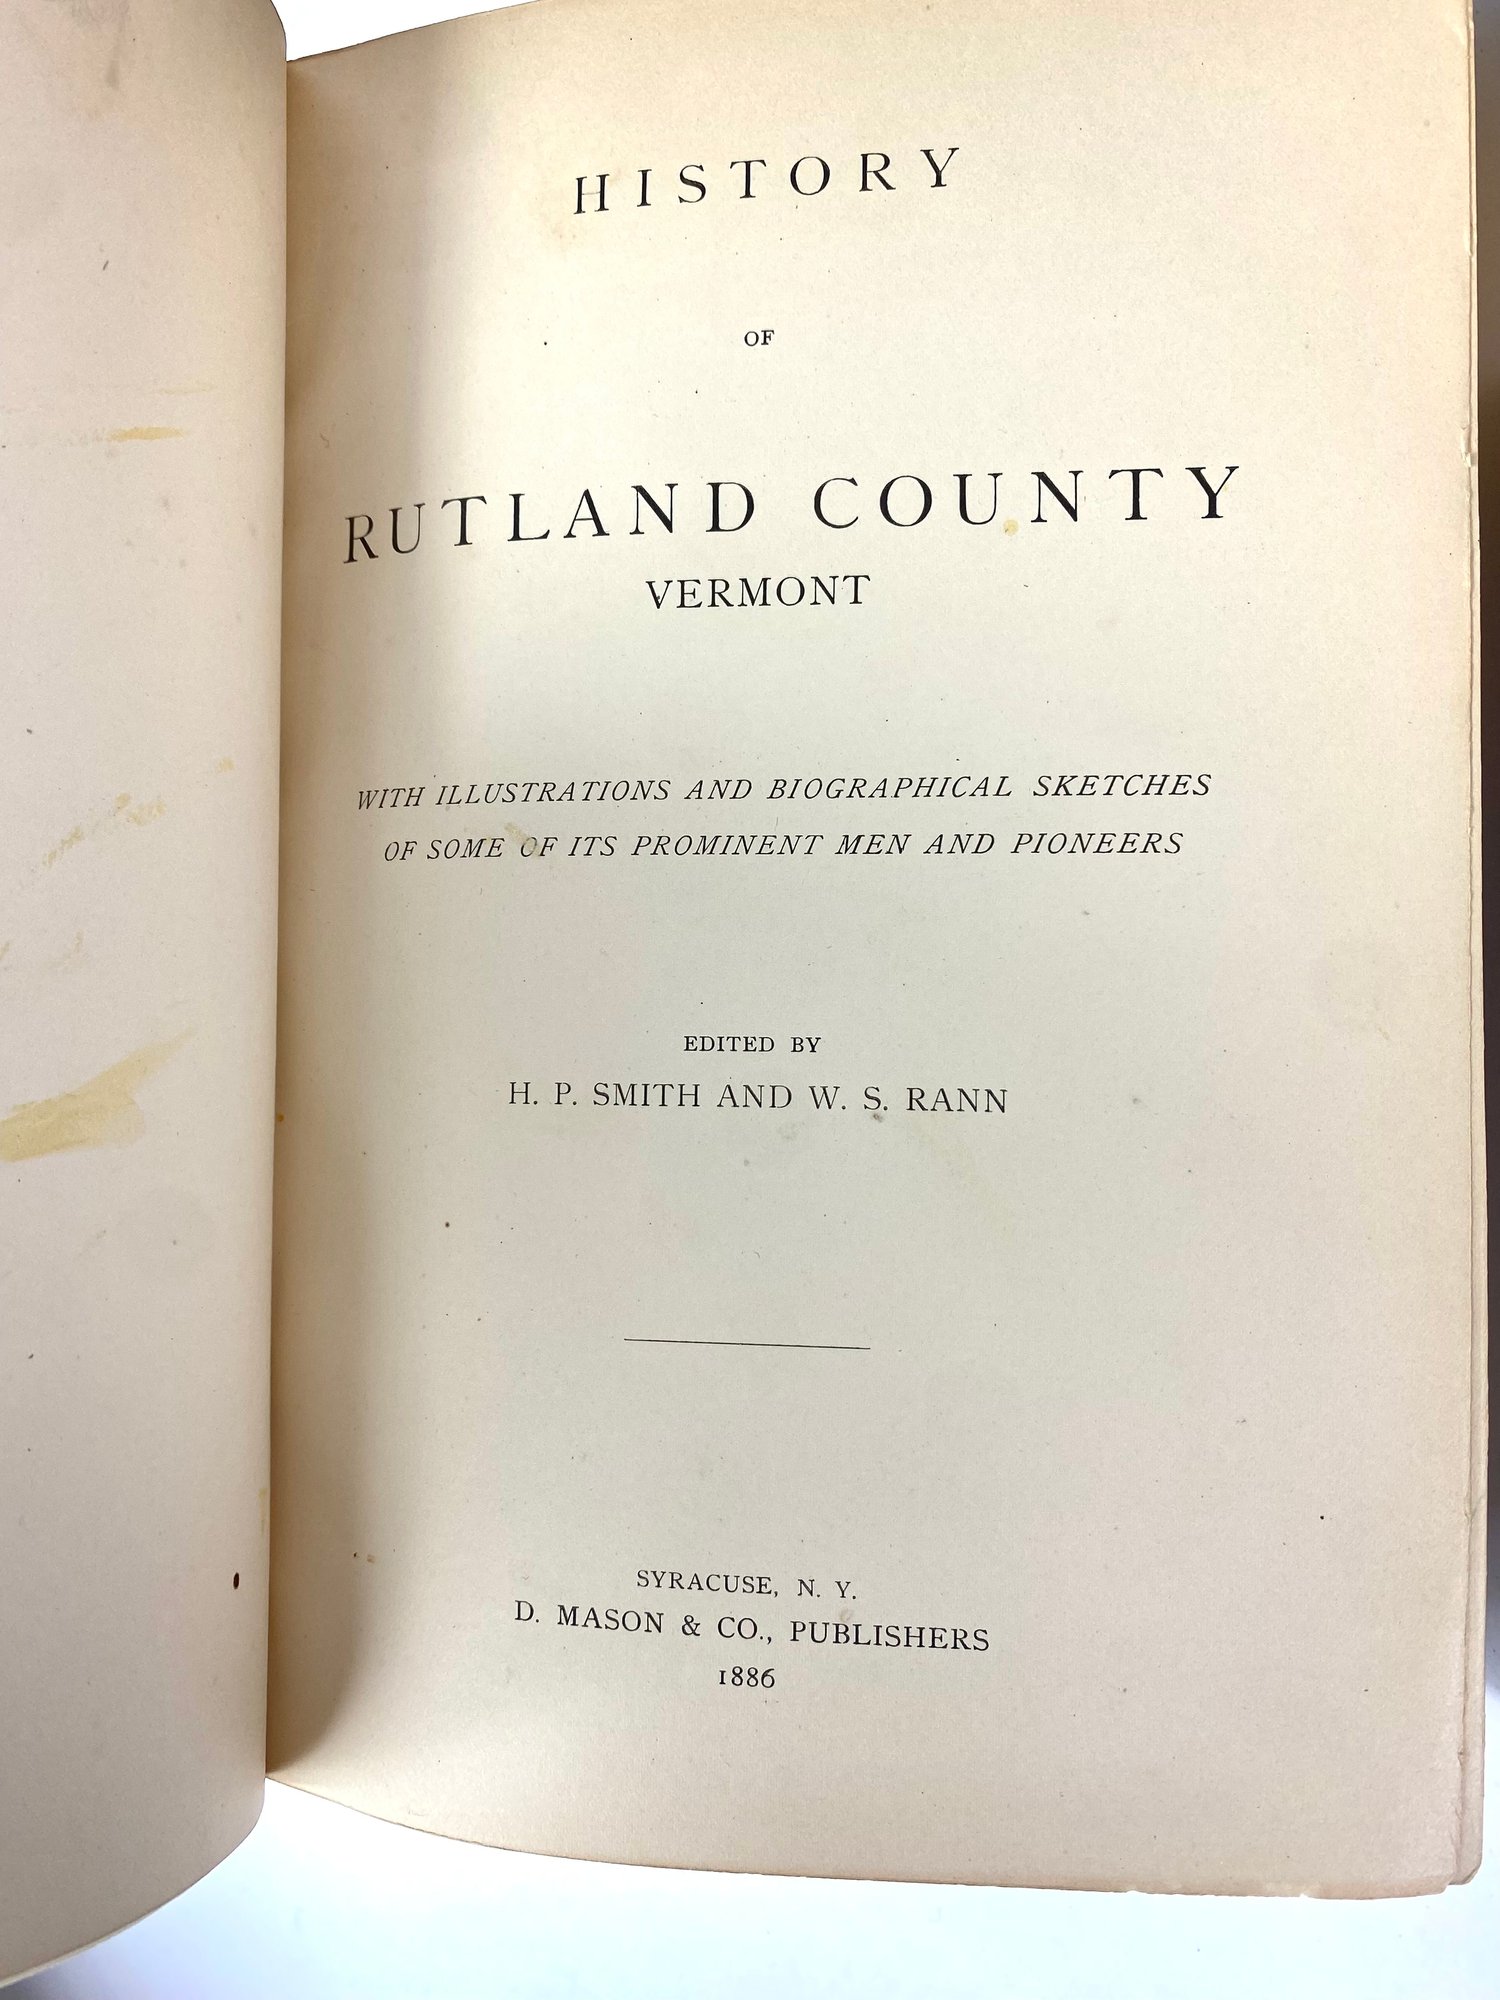 HISTORY
OF
RUTLAND COUNTY
VERMONT
WITH ILLUSTRATIONS AND BIOGRAPHICAL SKETCHES
OF SOME OF ITS PROMINENT MEN AND PIONEERS
EDITED BY
H. P. SMITH AND W. S. RANN
SYRACUSE, N. Y.
D. MASON & CO., PUBLISHERS
1886